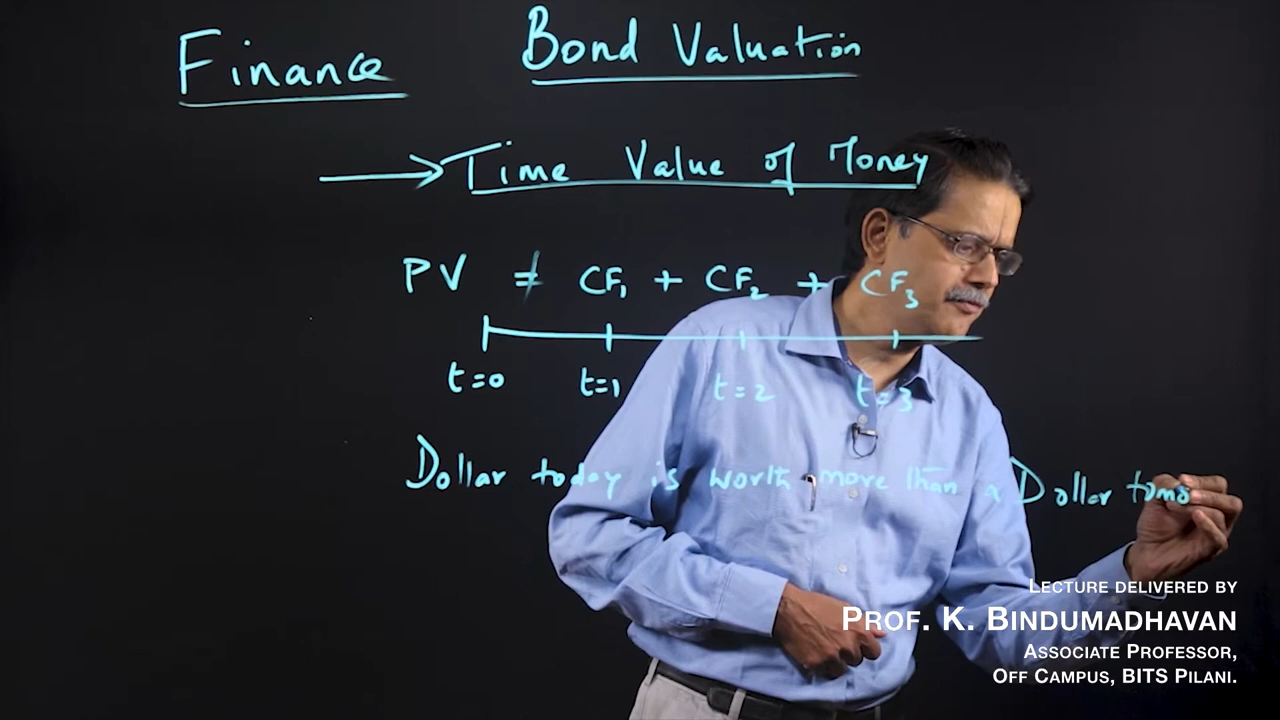 Finance Bond Valuation
Time Value of Money
PV ≠ CF₁ + CF₂ + CF₃
t=0 t=1 t=2 t=3
Dollar today is worth more than a Dollar tomo
LECTURE DELIVERED BY
PROF. K. BINDUMADHAVAN
ASSOCIATE PROFESSOR,
OFF CAMPUS, BITS PILANI.